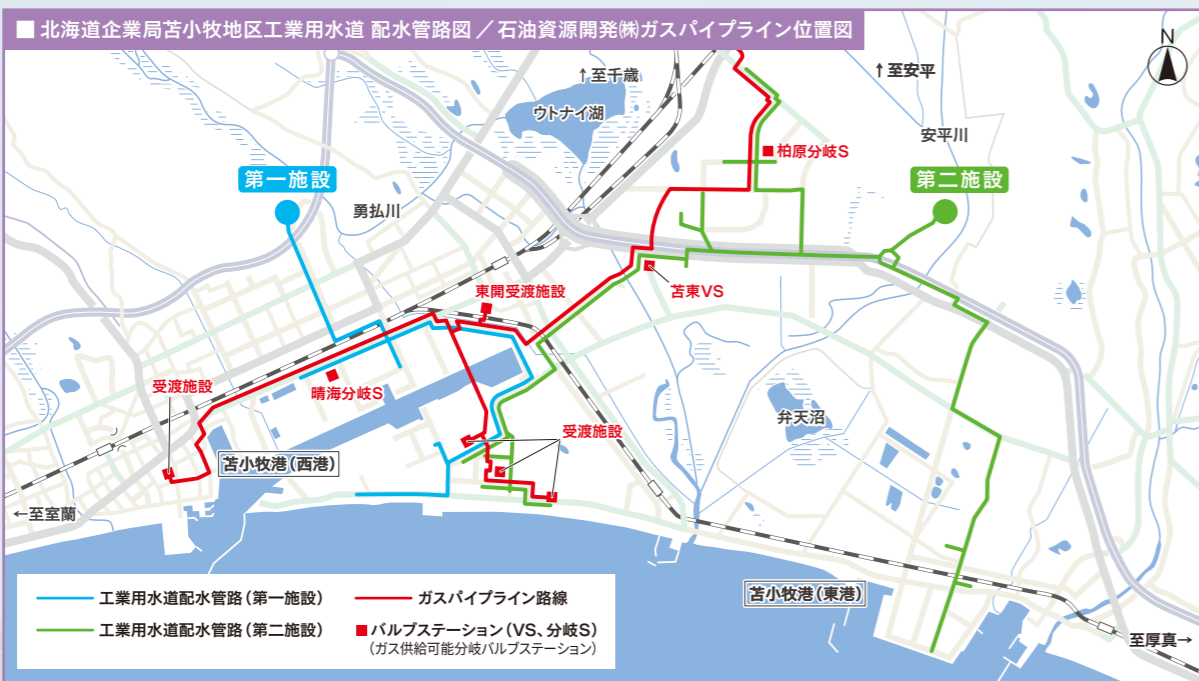 ■ 北海道企業局苫小牧地区工業用水道 配水管路図／石油資源開発㈱ガスパイプライン位置図
N
↑至千歳
↑至安平
ウトナイ湖
安平川
柏原分岐S
第一施設
第二施設
勇払川
東開受渡施設
苫東VS
受渡施設
晴海分岐S
弁天沼
受渡施設
苫小牧港（西港）
←至室蘭
苫小牧港（東港）
至厚真→
工業用水道配水管路（第一施設）
ガスパイプライン路線
工業用水道配水管路（第二施設）
■バルブステーション（VS、分岐S）
（ガス供給可能分岐バルブステーション）